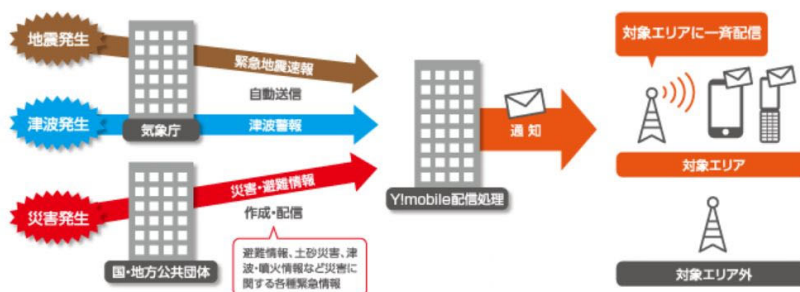 地震発生
緊急地震速報
自動送信
津波発生
気象庁
津波警報
災害発生
災害・避難情報
作成・配信
国・地方公共団体
避難情報、土砂災害、津
波・噴火情報など災害に
関する各種緊急情報
Y!mobile配信処理
通知
対象エリアに一斉配信
対象エリア
対象エリア外